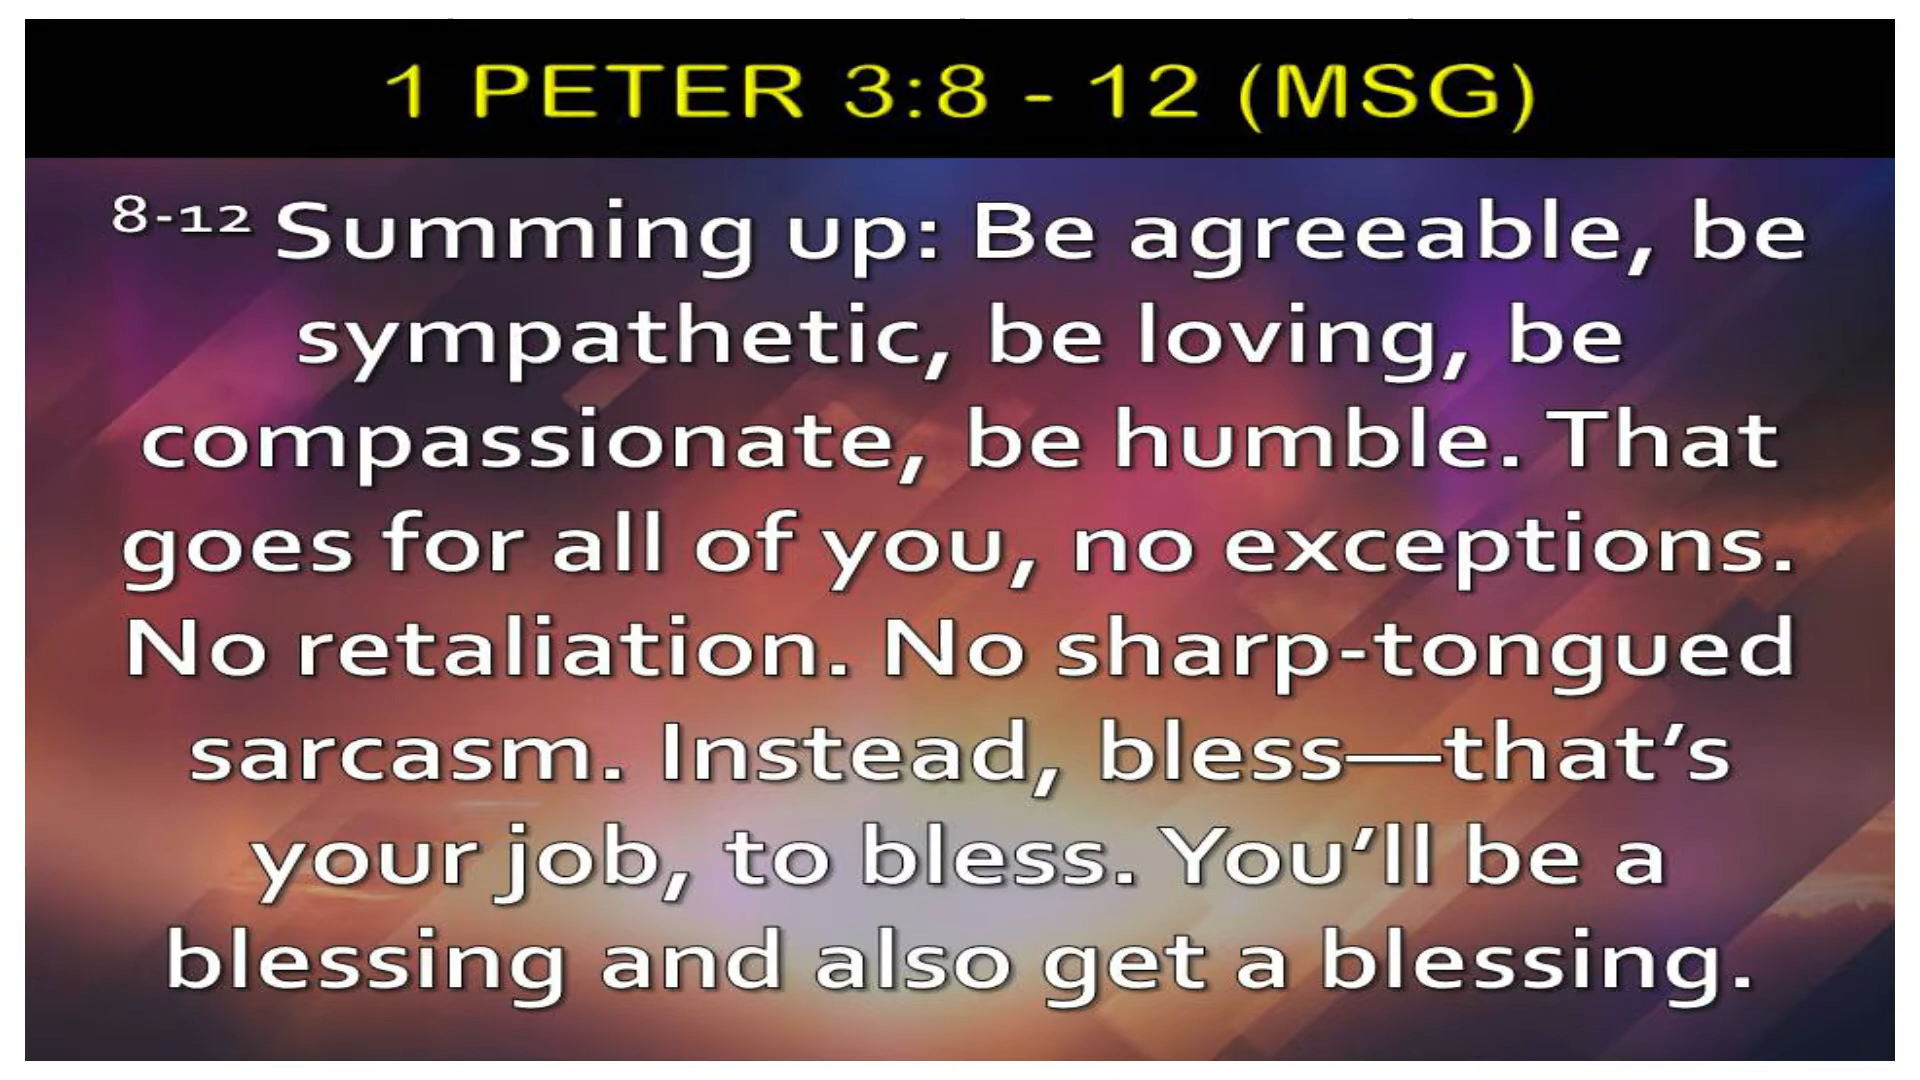 1 PETER 3:8 - 12 (MSG)
8-12 Summing up: Be agreeable, be
sympathetic, be loving, be
compassionate, be humble. That
goes for all of you, no exceptions.
No retaliation. No sharp-tongued
sarcasm. Instead, bless—that’s
your job, to bless. You’ll be a
blessing and also get a blessing.